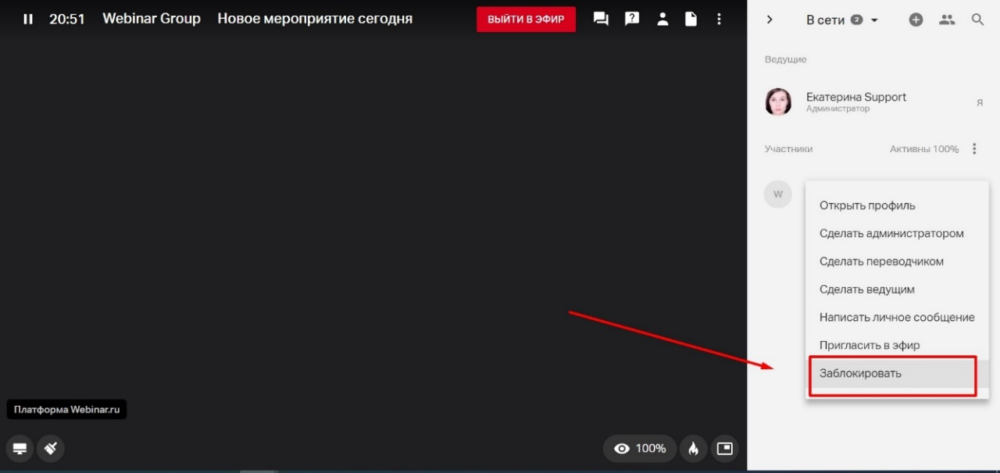 20:51 Webinar Group Новое мероприятие сегодня ВЫЙТИ В ЭФИР ?
В сети 2
Ведущие
Екатерина Support
Администратор
Я
Участники Активны 100%
W
Открыть профиль
Сделать администратором
Сделать переводчиком
Сделать ведущим
Написать личное сообщение
Пригласить в эфир
Заблокировать
Платформа Webinar.ru
100%